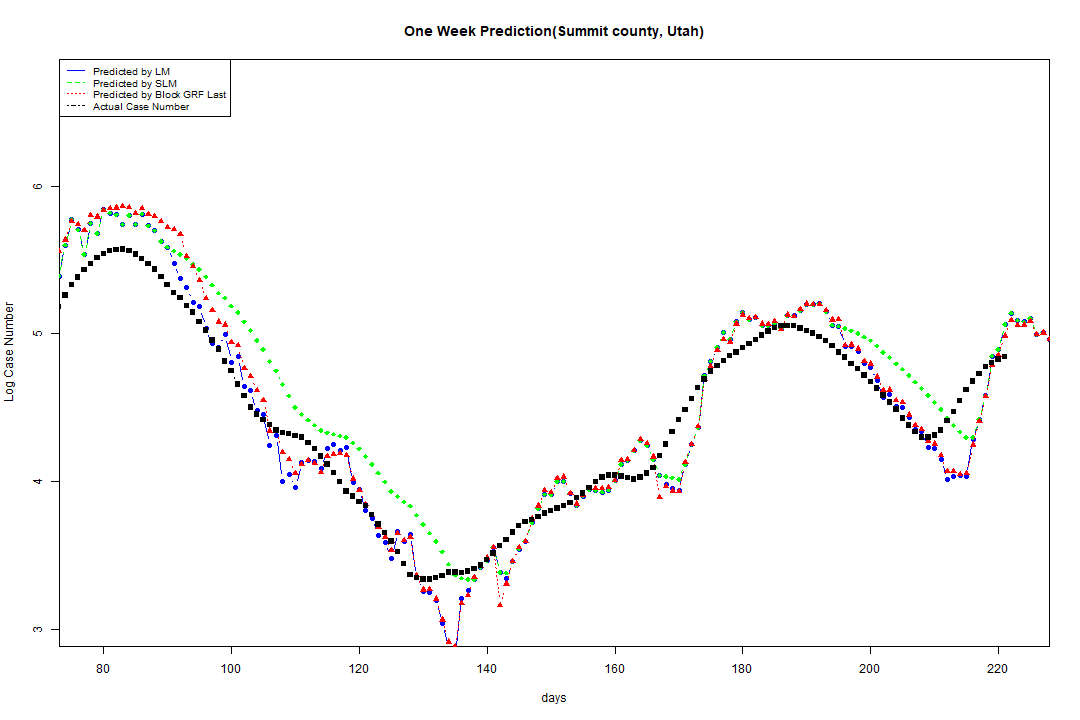 One Week Prediction(Summit county, Utah)
Predicted by LM
Predicted by SLM
Predicted by Block GRF Last
Actual Case Number
6
5
4
3
Log Case Number
80 100 120 140 160 180 200 220
days